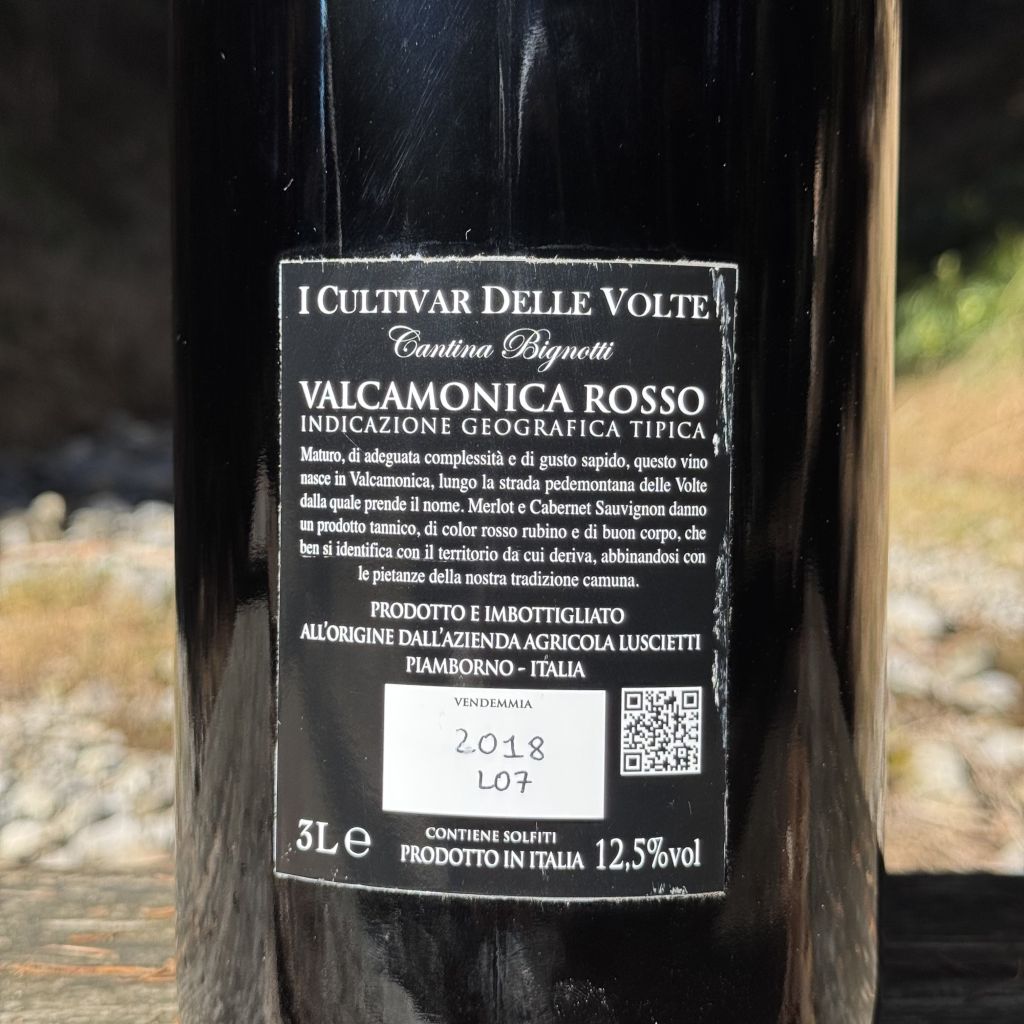 I CULTIVAR DELLE VOLTE
Cantina Bignotti
VALCAMONICA ROSSO
INDICAZIONE GEOGRAFICA TIPICA
Maturo, di adeguata complessità e di gusto sapido, questo vino
nasce in Valcamonica, lungo la strada pedemontana delle Volte
dalla quale prende il nome. Merlot e Cabernet Sauvignon danno
un prodotto tannico, di color rosso rubino e di buon corpo, che
ben si identifica con il territorio da cui deriva, abbinandosi con
le pietanze della nostra tradizione camuna.
PRODOTTO E IMBOTTIGLIATO
ALL'ORIGINE DALL'AZIENDA AGRICOLA LUSCIETTI
PIAMBORNO - ITALIA
VENDEMMIA
2018
L07
3L ℮
CONTIENE SOLFITI
PRODOTTO IN ITALIA 12,5%vol